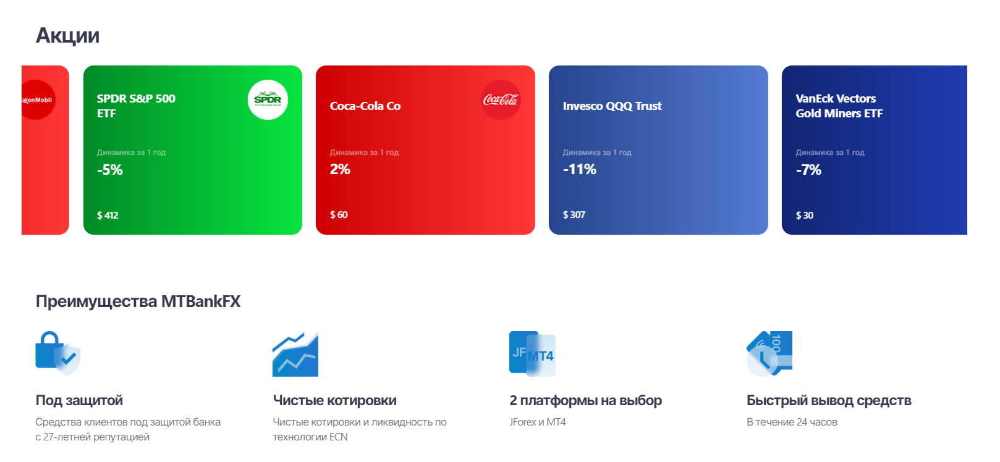 Акции
ExxonMobil
SPDR S&P 500
ETF
SPDR
Динамика за 1 год
-5%
$ 412
Coca-Cola Co
Coca-Cola
Динамика за 1 год
2%
$ 60
Invesco QQQ Trust
Динамика за 1 год
-11%
$ 307
VanEck Vectors
Gold Miners ETF
Динамика за 1 год
-7%
$ 30
Преимущества MTBankFX
Под защитой
Средства клиентов под защитой банка
с 27-летней репутацией
Чистые котировки
Чистые котировки и ликвидность по
технологии ECN
JF
MT4
2 платформы на выбор
JForex и MT4
100
Быстрый вывод средств
В течение 24 часов